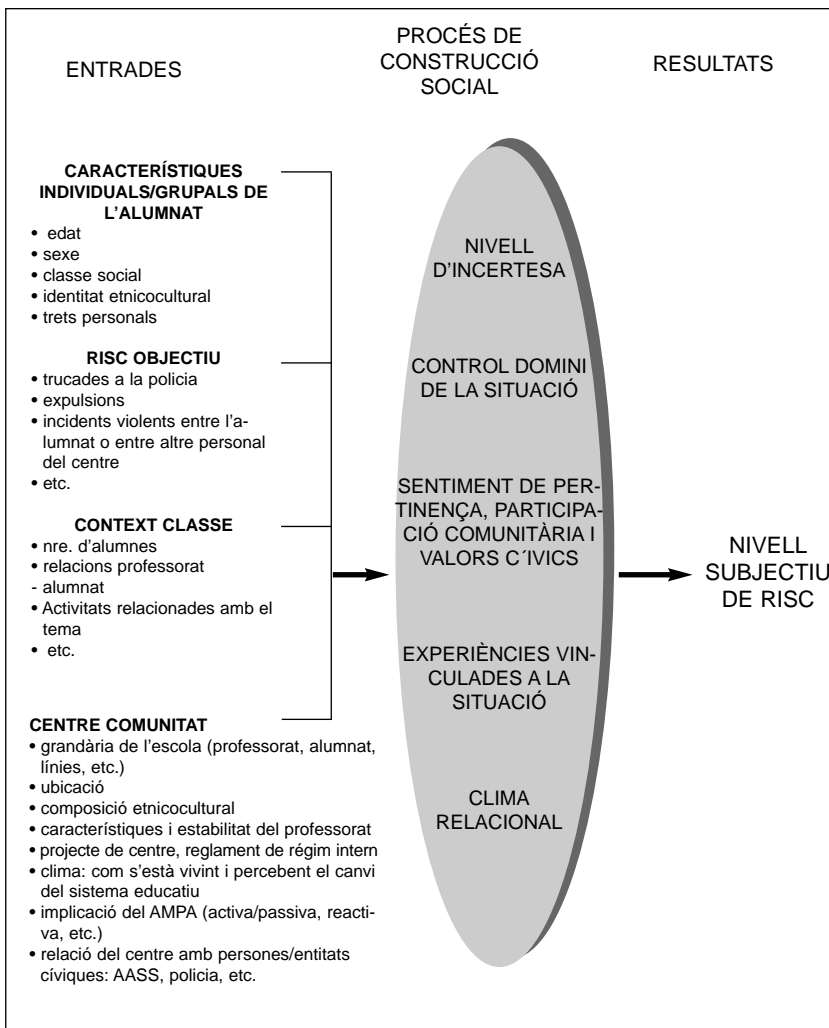 ENTRADES
PROCÉS DE
CONSTRUCCIÓ
SOCIAL
RESULTATS
CARACTERÍSTIQUES
INDIVIDUALS/GRUPALS DE
L’ALUMNAT
• edat
• sexe
• classe social
• identitat etnicocultural
• trets personals
RISC OBJECTIU
• trucades a la policia
• expulsions
• incidents violents entre l’a-
lumnat o entre altre personal
del centre
• etc.
CONTEXT CLASSE
• nre. d’alumnes
• relacions professorat
- alumnat
• Activitats relacionades amb el
tema
• etc.
CENTRE COMUNITAT
• grandària de l’escola (professorat, alumnat,
línies, etc.)
• ubicació
• composició etnicocultural
• característiques i estabilitat del professorat
• projecte de centre, reglament de régim intern
• clima: com s’està vivint i percebent el canvi
del sistema educatiu
• implicació del AMPA (activa/passiva, reacti-
va, etc.)
• relació del centre amb persones/entitats
cíviques: AASS, policia, etc.
NIVELL
D’INCERTESA
CONTROL DOMINI
DE LA SITUACIÓ
SENTIMENT DE PER-
TINENÇA, PARTICIPA-
CIÓ COMUNITÀRIA I
VALORS C´IVICS
EXPERIÈNCIES VIN-
CULADES A LA
SITUACIÓ
CLIMA
RELACIONAL
NIVELL
SUBJECTIU
DE RISC